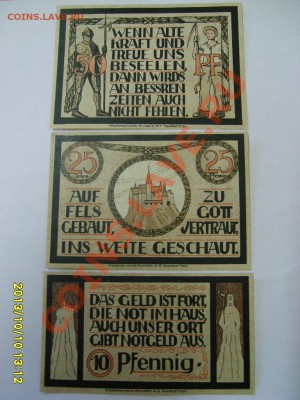 COINS.LAVE.RU
WENN ALTE
KRAFT UND
TREUE UNS
BESEELEN,
50 DANN WIRDS PF.
AN BESSREN
ZEITEN AUCH
NICHT FEHLEN.
25 25
AUF ZU
FELS GOTT
GEBAUT, VERTRAUT,
INS WEITE GESCHAUT.
DAS GELD IST FORT,
DIE NOT IM HAUS,
AUCH UNSER ORT
GIBT NOTGELD AUS.
10 Pfennig.
2013/10/10 13:12